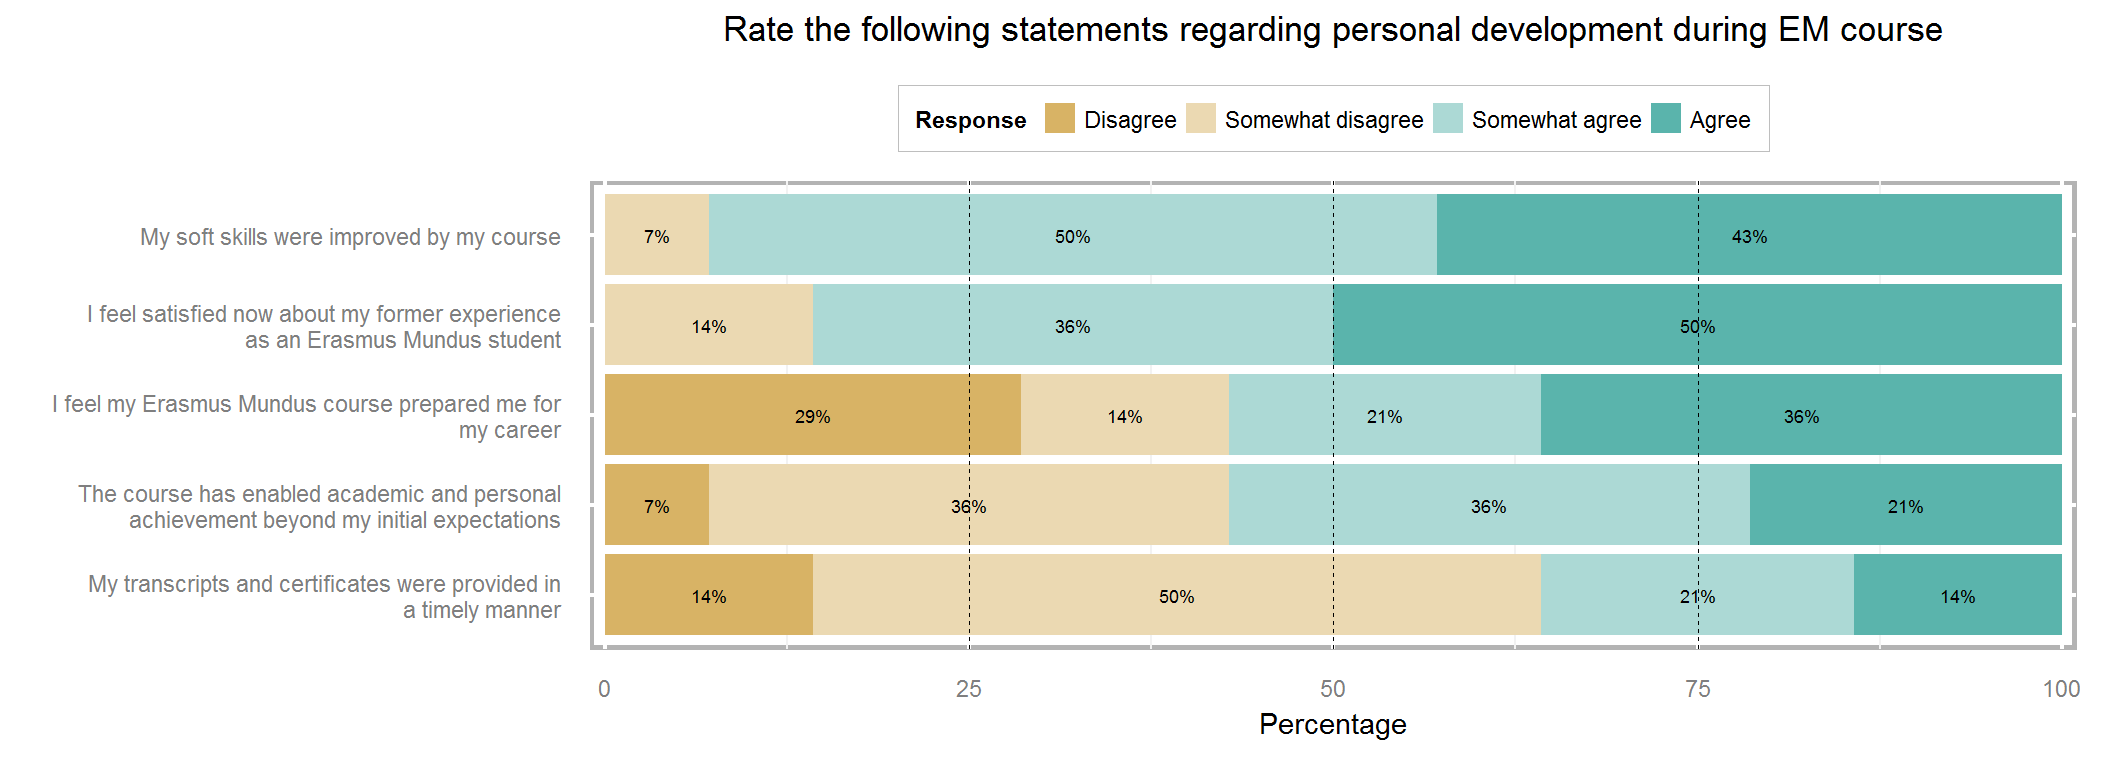 Rate the following statements regarding personal development during EM course
Response Disagree Somewhat disagree Somewhat agree Agree
My soft skills were improved by my course
7% 50% 43%
I feel satisfied now about my former experience
as an Erasmus Mundus student
14% 36% 50%
I feel my Erasmus Mundus course prepared me for
my career
29% 14% 21% 36%
The course has enabled academic and personal
achievement beyond my initial expectations
7% 36% 36% 21%
My transcripts and certificates were provided in
a timely manner
14% 50% 21% 14%
0 25 50 75 100
Percentage